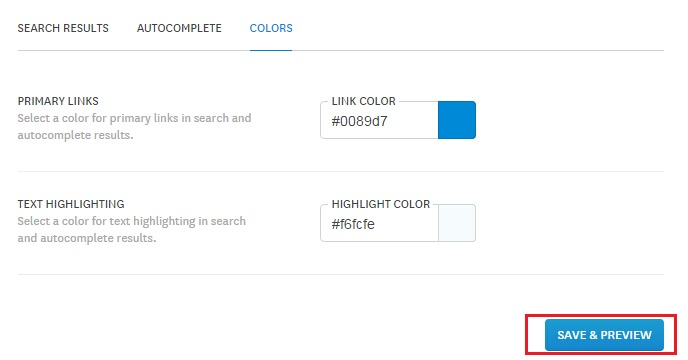 SEARCH RESULTS AUTOCOMPLETE COLORS
PRIMARY LINKS
Select a color for primary links in search and
autocomplete results.
LINK COLOR
#0089d7
TEXT HIGHLIGHTING
Select a color for text highlighting in search
and autocomplete results.
HIGHLIGHT COLOR
#f6fcfe
SAVE & PREVIEW